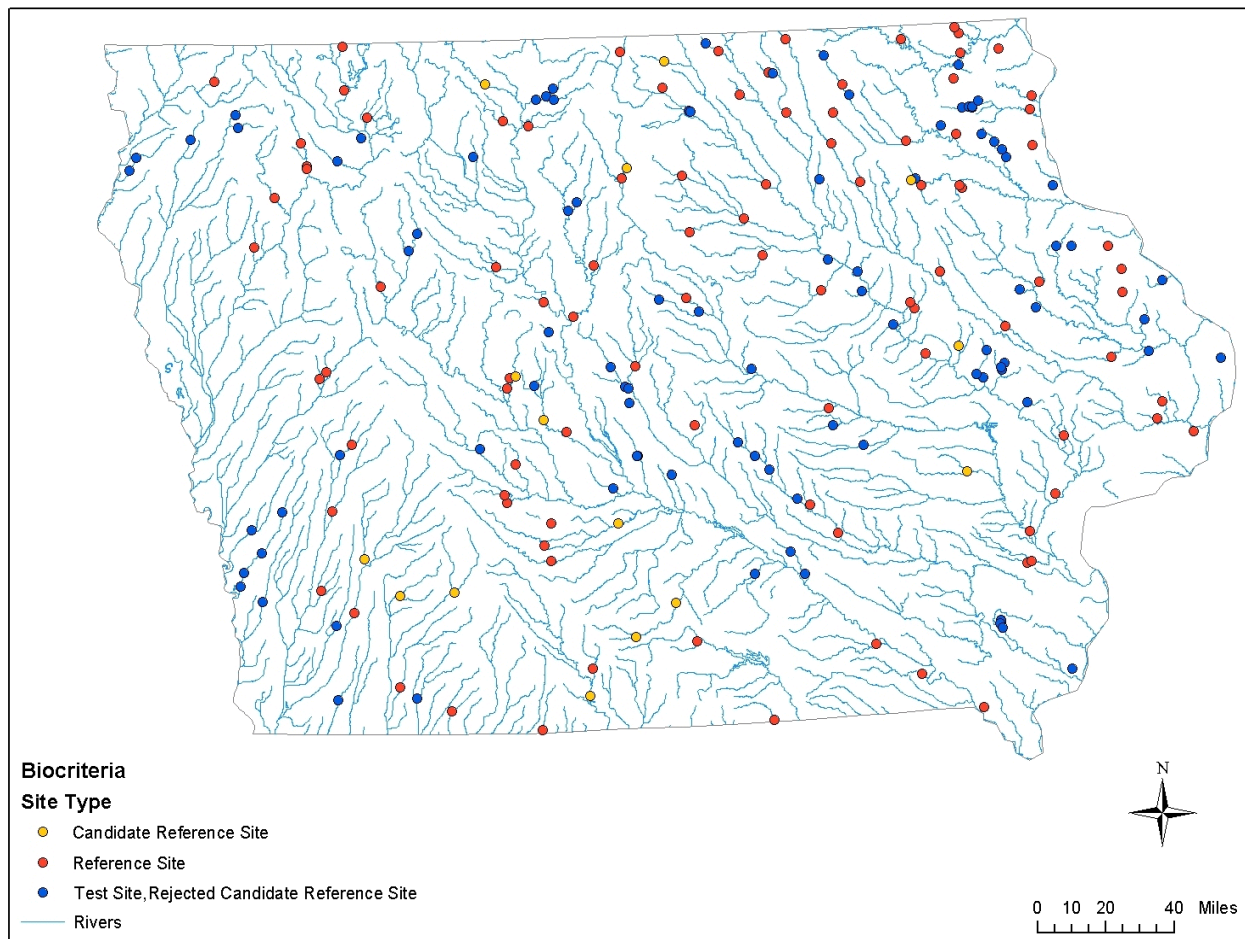 Biocriteria
Site Type
Candidate Reference Site
Reference Site
Test Site,Rejected Candidate Reference Site
Rivers
N
0 10 20 40 Miles